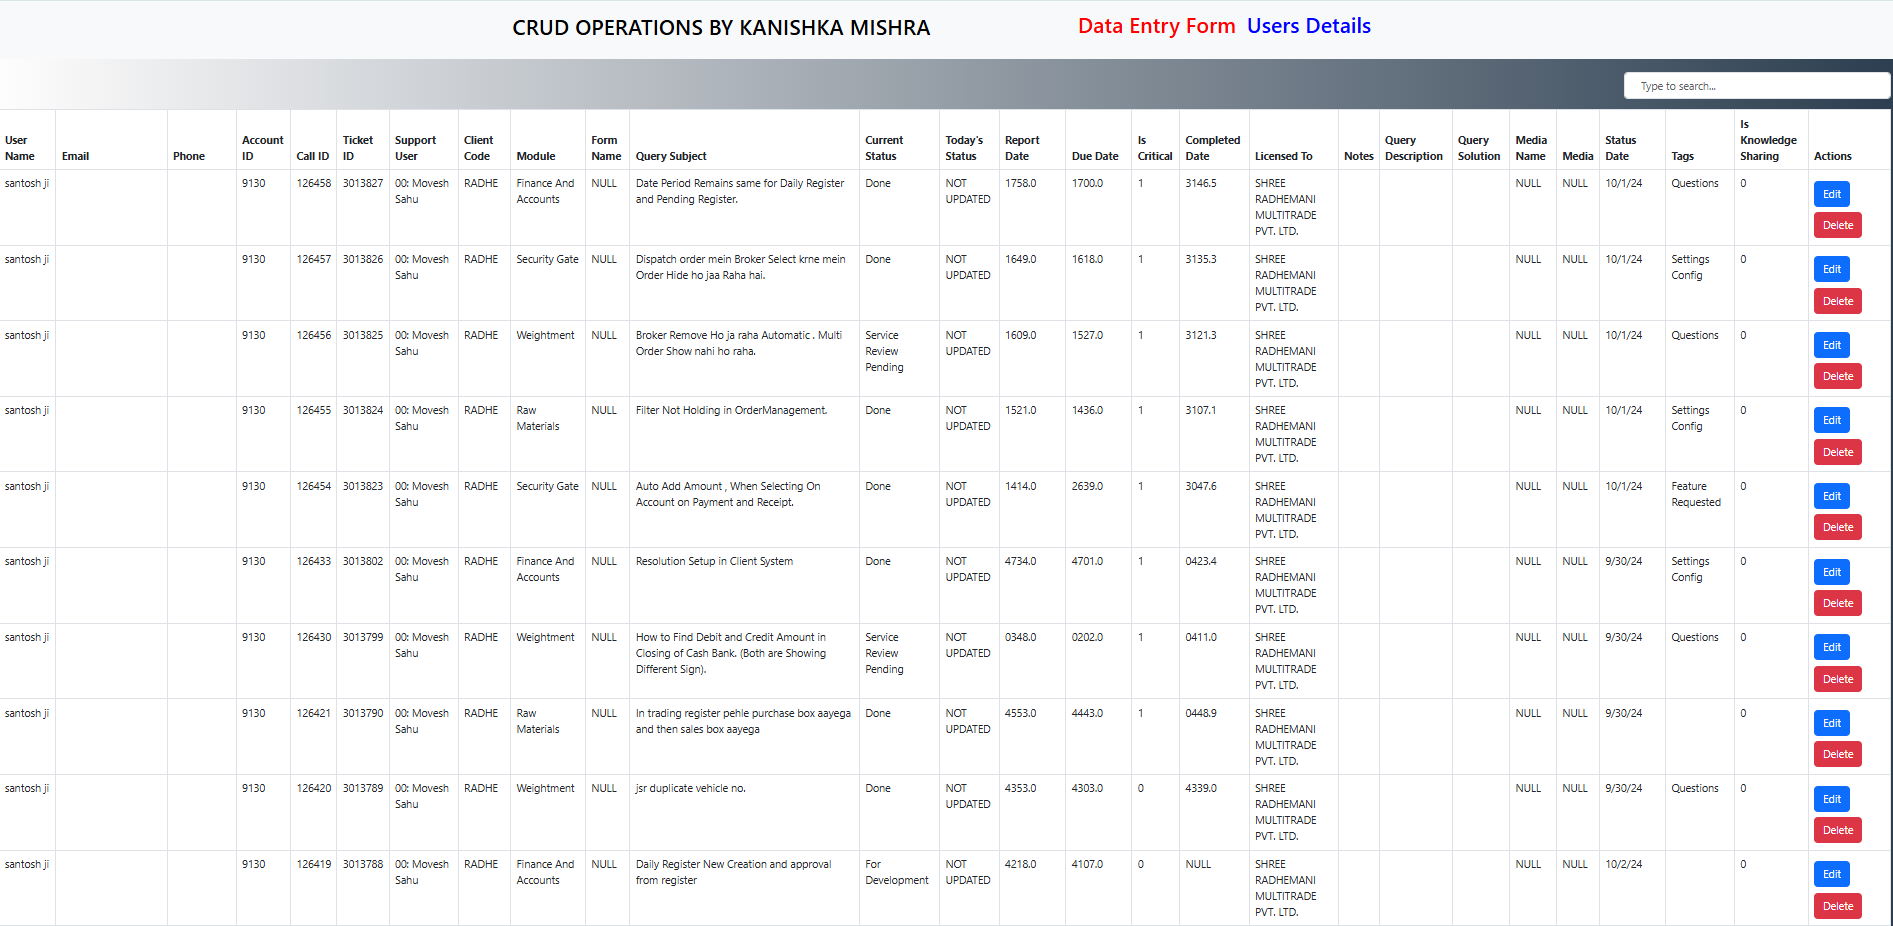 CRUD OPERATIONS BY KANISHKA MISHRA Data Entry Form Users Details
Type to search...
User Name Email Phone Account ID Call ID Ticket ID Support User Client Code Module Form Name Query Subject Current Status Today's Status Report Date Due Date Is Critical Completed Date Licensed To Notes Query Description Query Solution Media Name Media Status Date Tags Is Knowledge Sharing Actions
santosh ji 9130 126458 3013827 00: Movesh Sahu RADHE Finance And Accounts NULL Date Period Remains same for Daily Register and Pending Register. Done NOT UPDATED 1758.0 1700.0 1 3146.5 SHREE RADHEMANI MULTITRADE PVT. LTD. NULL NULL 10/1/24 Questions 0 Edit Delete
santosh ji 9130 126457 3013826 00: Movesh Sahu RADHE Security Gate NULL Dispatch order mein Broker Select krne mein Order Hide ho jaa Raha hai. Done NOT UPDATED 1649.0 1618.0 1 3135.3 SHREE RADHEMANI MULTITRADE PVT. LTD. NULL NULL 10/1/24 Settings Config 0 Edit Delete
santosh ji 9130 126456 3013825 00: Movesh Sahu RADHE Weightment NULL Broker Remove Ho ja raha Automatic . Multi Order Show nahi ho raha. Service Review Pending NOT UPDATED 1609.0 1527.0 1 3121.3 SHREE RADHEMANI MULTITRADE PVT. LTD. NULL NULL 10/1/24 Questions 0 Edit Delete
santosh ji 9130 126455 3013824 00: Movesh Sahu RADHE Raw Materials NULL Filter Not Holding in OrderManagement. Done NOT UPDATED 1521.0 1436.0 1 3107.1 SHREE RADHEMANI MULTITRADE PVT. LTD. NULL NULL 10/1/24 Settings Config 0 Edit Delete
santosh ji 9130 126454 3013823 00: Movesh Sahu RADHE Security Gate NULL Auto Add Amount , When Selecting On Account on Payment and Receipt. Done NOT UPDATED 1414.0 2639.0 1 3047.6 SHREE RADHEMANI MULTITRADE PVT. LTD. NULL NULL 10/1/24 Feature Requested 0 Edit Delete
santosh ji 9130 126433 3013802 00: Movesh Sahu RADHE Finance And Accounts NULL Resolution Setup in Client System Done NOT UPDATED 4734.0 4701.0 1 0423.4 SHREE RADHEMANI MULTITRADE PVT. LTD. NULL NULL 9/30/24 Settings Config 0 Edit Delete
santosh ji 9130 126430 3013799 00: Movesh Sahu RADHE Weightment NULL How to Find Debit and Credit Amount in Closing of Cash Bank. (Both are Showing Different Sign). Service Review Pending NOT UPDATED 0348.0 0202.0 1 0411.0 SHREE RADHEMANI MULTITRADE PVT. LTD. NULL NULL 9/30/24 Questions 0 Edit Delete
santosh ji 9130 126421 3013790 00: Movesh Sahu RADHE Raw Materials NULL In trading register pehle purchase box aayega and then sales box aayega Done NOT UPDATED 4553.0 4443.0 1 0448.9 SHREE RADHEMANI MULTITRADE PVT. LTD. NULL NULL 9/30/24 0 Edit Delete
santosh ji 9130 126420 3013789 00: Movesh Sahu RADHE Weightment NULL jsr duplicate vehicle no. Done NOT UPDATED 4353.0 4303.0 0 4339.0 SHREE RADHEMANI MULTITRADE PVT. LTD. NULL NULL 9/30/24 Questions 0 Edit Delete
santosh ji 9130 126419 3013788 00: Movesh Sahu RADHE Finance And Accounts NULL Daily Register New Creation and approval from register For Development NOT UPDATED 4218.0 4107.0 0 NULL SHREE RADHEMANI MULTITRADE PVT. LTD. NULL NULL 10/2/24 0 Edit Delete